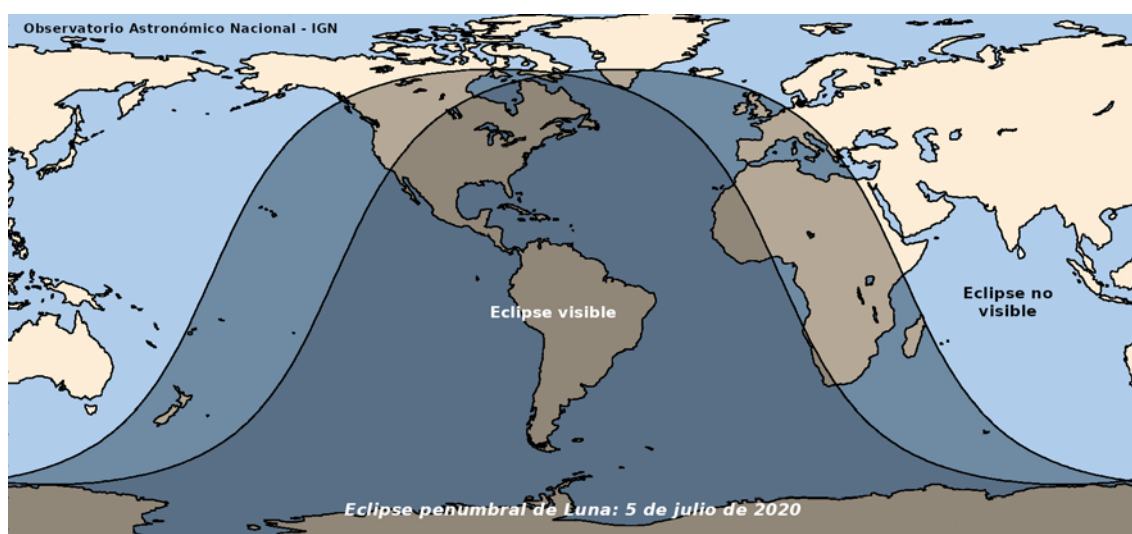 Observatorio Astronómico Nacional - IGN
Eclipse no
visible
Eclipse visible
Eclipse penumbral de Luna: 5 de julio de 2020